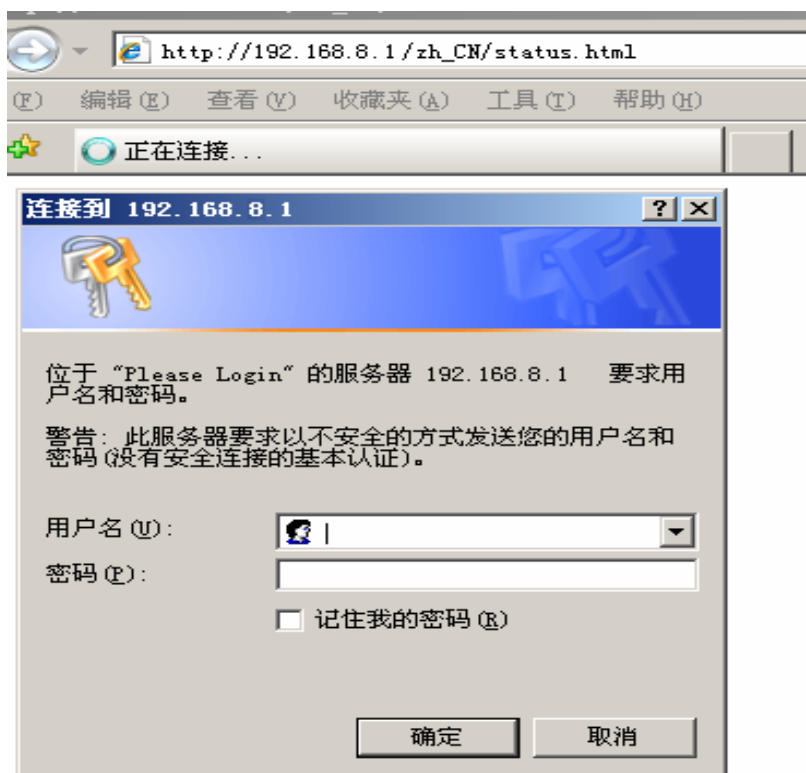 http://192.168.8.1/zh_CN/status.html
(F) 编辑(E) 查看(V) 收藏夹(A) 工具(T) 帮助(H)
正在连接...
连接到 192.168.8.1
位于 "Please Login" 的服务器 192.168.8.1 要求用
户名和密码。
警告: 此服务器要求以不安全的方式发送您的用户名和
密码(没有安全连接的基本认证)。
用户名(U):
密码(P):
记住我的密码(R)
确定 取消